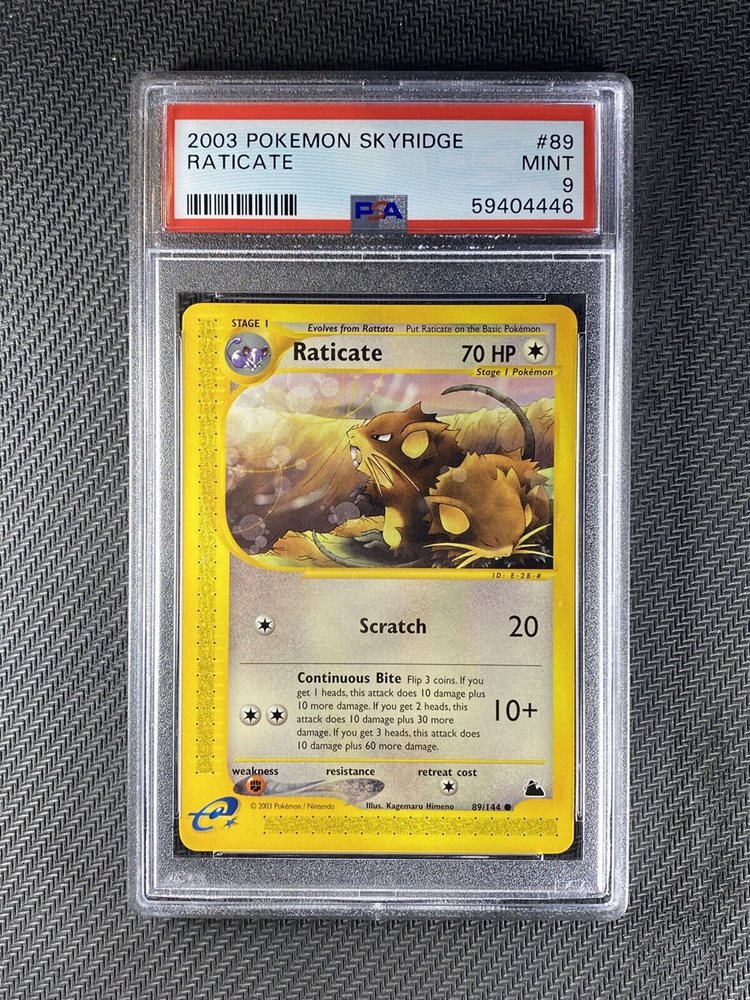 2003 POKEMON SKYRIDGE #89
RATICATE MINT
9
PSA 59404446
STAGE 1 Evolves from Rattata Put Raticate on the Basic Pokémon
Raticate 70 HP
Stage 1 Pokémon
ID: E-28-#
Scratch 20
Continuous Bite Flip 3 coins. If you
get 1 heads, this attack does 10 damage plus
10 more damage. If you get 2 heads, this
attack does 10 damage plus 30 more
damage. If you get 3 heads, this attack does
10 damage plus 60 more damage.
10+
weakness resistance retreat cost
© 2003 Pokémon / Nintendo Illus. Kagemaru Himeno 89/144